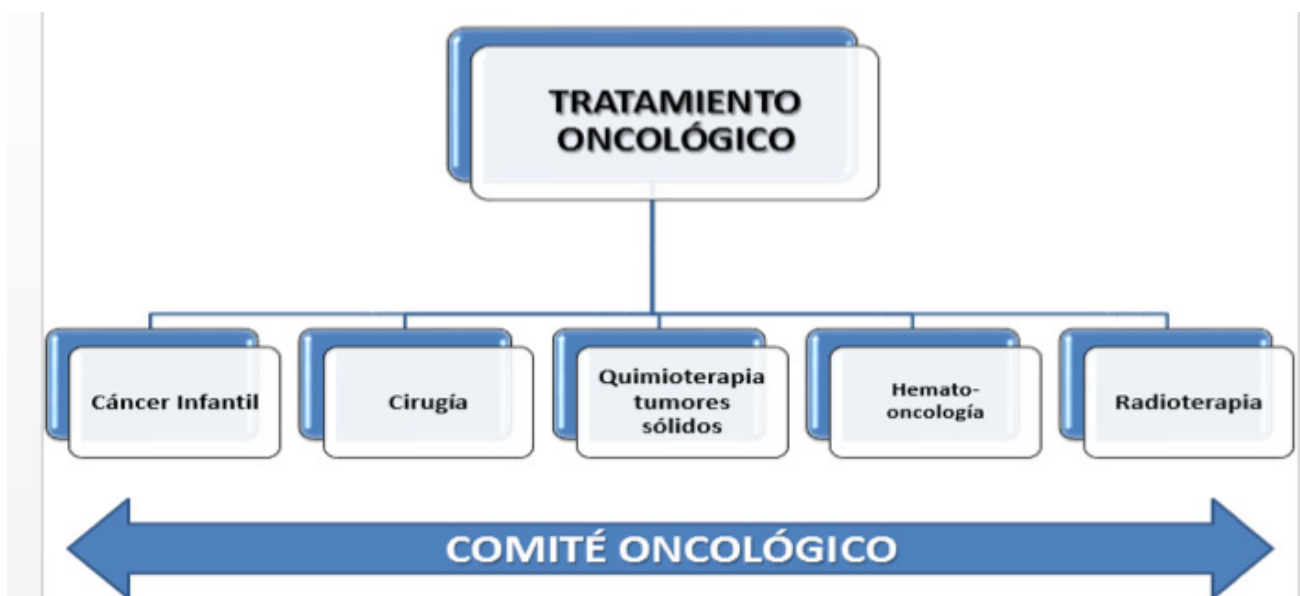 TRATAMIENTO
ONCOLÓGICO
Cáncer Infantil
Cirugía
Quimioterapia
tumores
sólidos
Hemato-
oncología
Radioterapia
COMITÉ ONCOLÓGICO